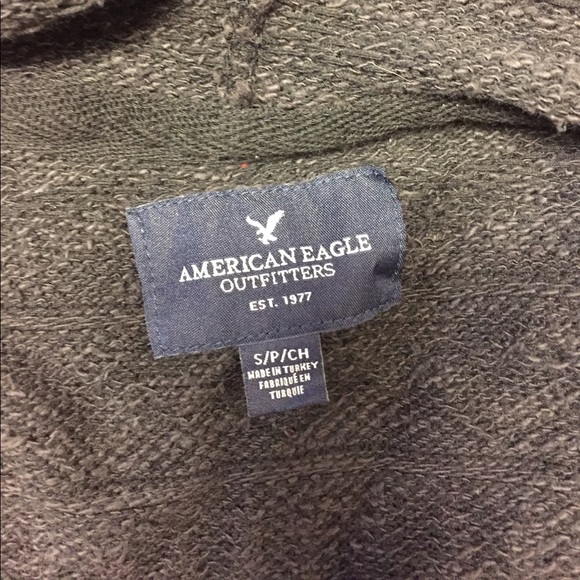 AMERICAN EAGLE
OUTFITTERS
EST. 1977
S/P/CH
MADE IN TURKEY
FABRIQUÉ EN
TURQUIE